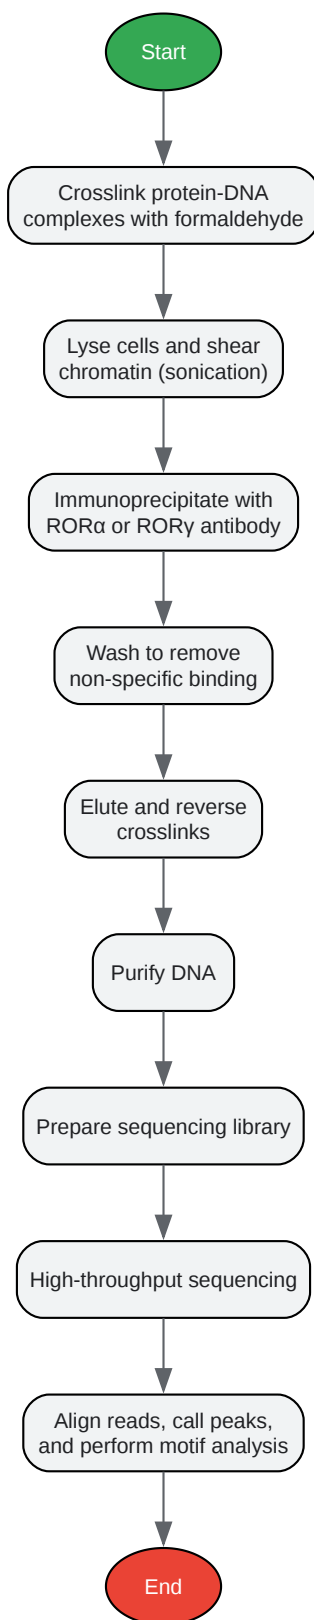 Start
Crosslink protein-DNA
complexes with formaldehyde
Lyse cells and shear
chromatin (sonication)
Immunoprecipitate with
RORα or RORγ antibody
Wash to remove
non-specific binding
Elute and reverse
crosslinks
Purify DNA
Prepare sequencing library
High-throughput sequencing
Align reads, call peaks,
and perform motif analysis
End